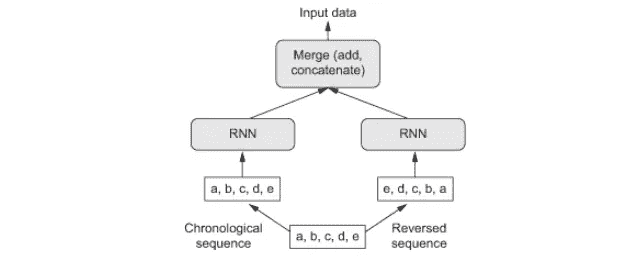 Input data
Merge (add,
concatenate)
RNN
RNN
a, b, c, d, e
e, d, c, b, a
Chronological
sequence
a, b, c, d, e
Reversed
sequence